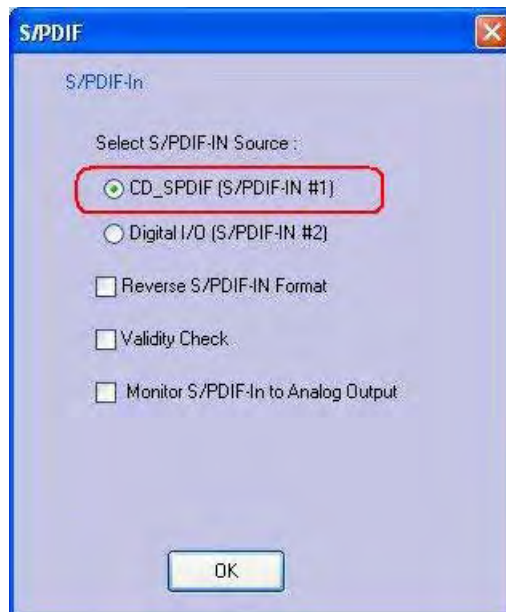 S/PDIF
S/PDIF-In
Select S/PDIF-IN Source :
CD_SPDIF (S/PDIF-IN #1)
Digital I/O (S/PDIF-IN #2)
Reverse S/PDIF-IN Format
Validity Check
Monitor S/PDIF-In to Analog Output
OK